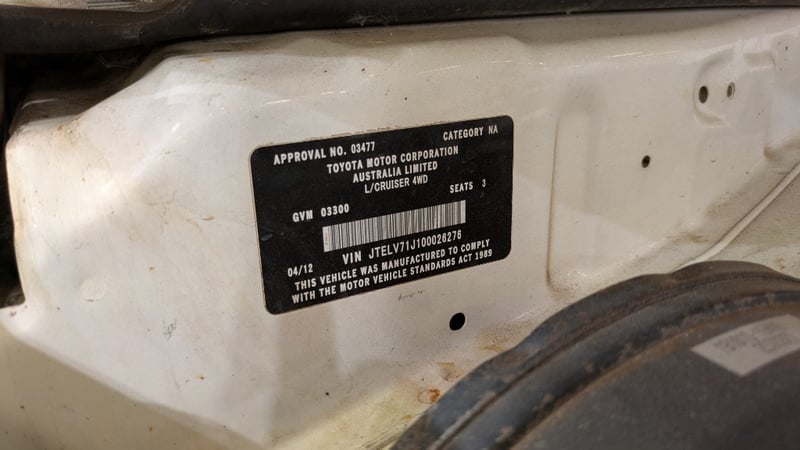 APPROVAL NO. 03477 CATEGORY NA
TOYOTA MOTOR CORPORATION
AUSTRALIA LIMITED
L/CRUISER 4WD
SEATS 3
GVM 03300
VIN JTELV71J100026276
04/12
THIS VEHICLE WAS MANUFACTURED TO COMPLY
WITH THE MOTOR VEHICLE STANDARDS ACT 1989